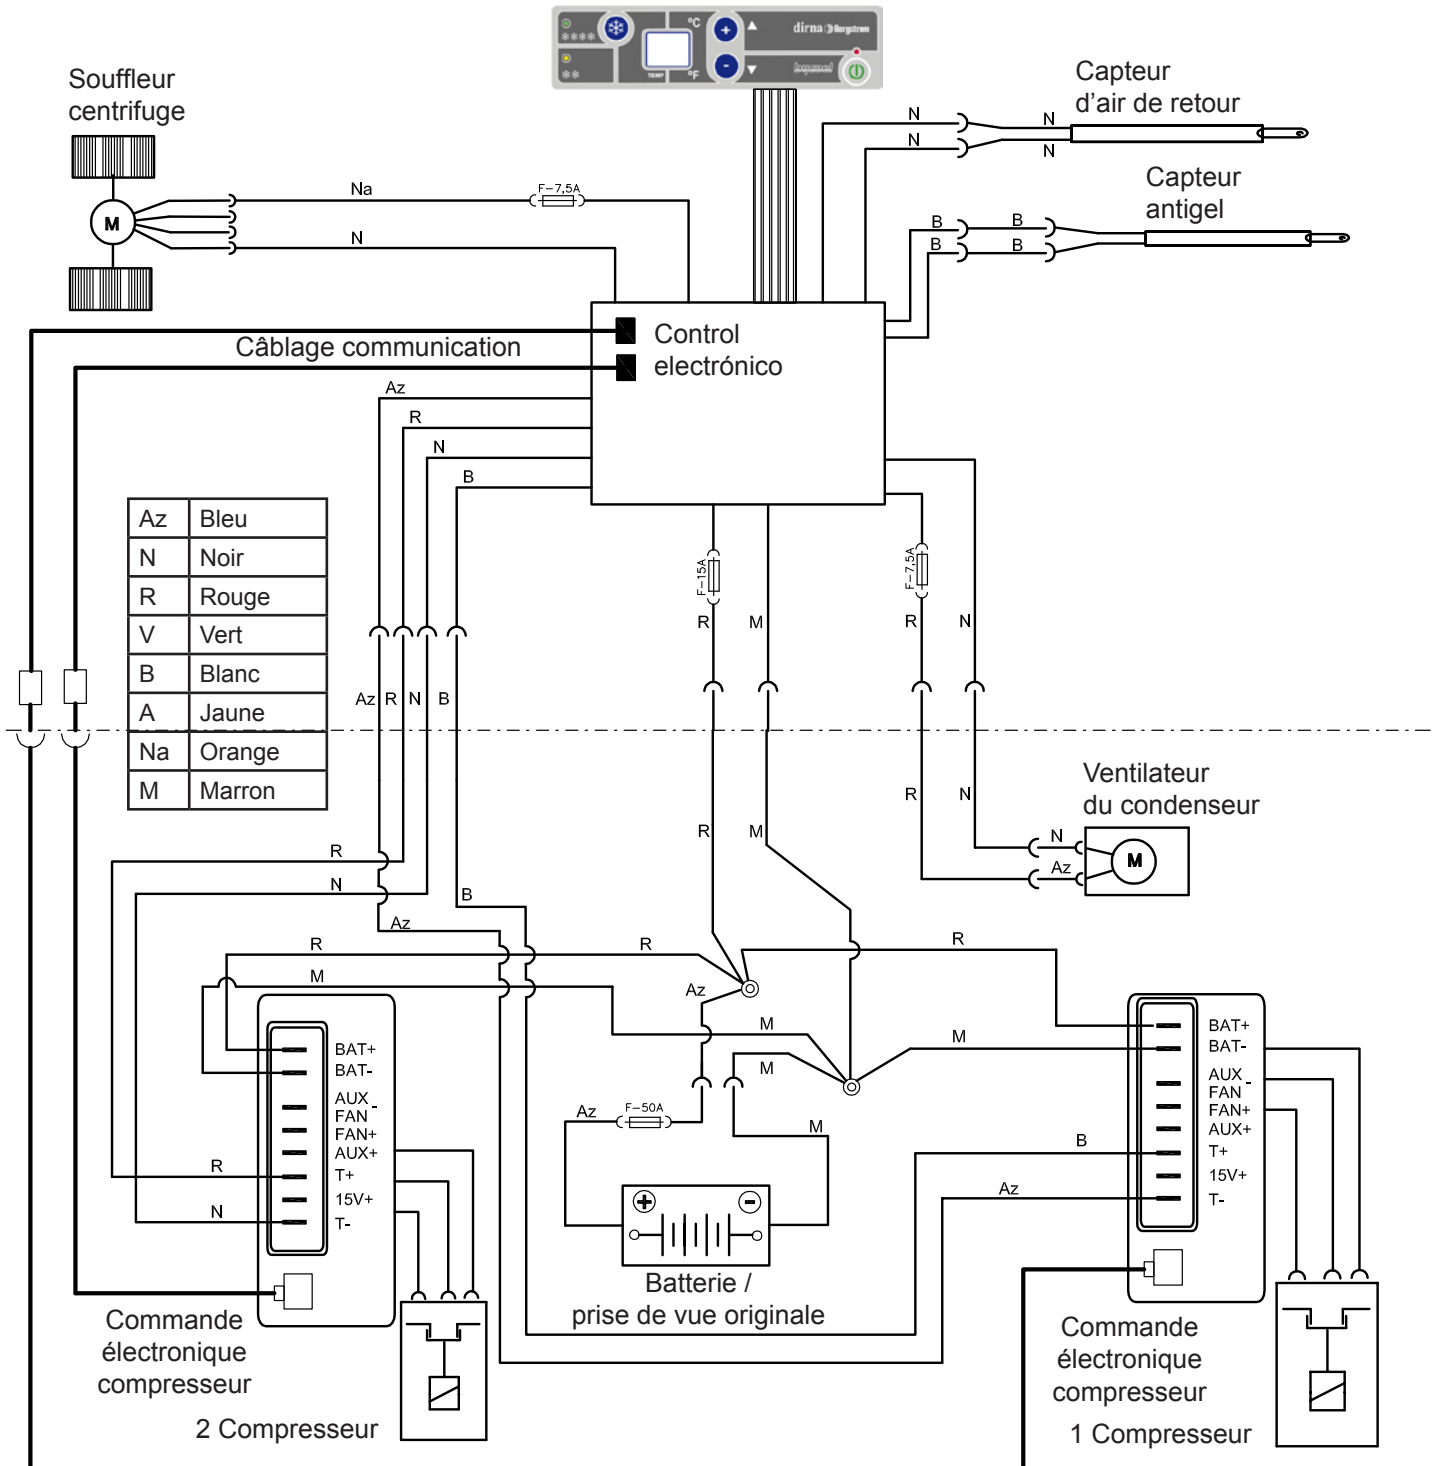 °C
dirna Bergstrom
TEMP
°F
Souffleur
centrifuge
Capteur
d'air de retour
N
N
N
N
Capteur
antigel
Na
F-7,5A
M
N
B
B
B
B
Câblage communication
Control
electrónico
Az
R
N
B
Az Bleu
N Noir
R Rouge
V Vert
B Blanc
A Jaune
Na Orange
M Marron
F-15A
F-7,5A
R
M
R
N
Az
R
N
B
Ventilateur
du condenseur
R
M
R
N
N
Az
M
R
N
B
Az
R
R
R
M
Az
M
M
M
BAT+
BAT-
AUX
FAN -
FAN+
AUX+
T+
15V+
T-
R
N
Az
F-50A
M
+
-
Batterie /
prise de vue originale
B
Az
BAT+
BAT-
AUX
FAN -
FAN+
AUX+
T+
15V+
T-
Commande
électronique
compresseur
2 Compresseur
Commande
électronique
compresseur
1 Compresseur